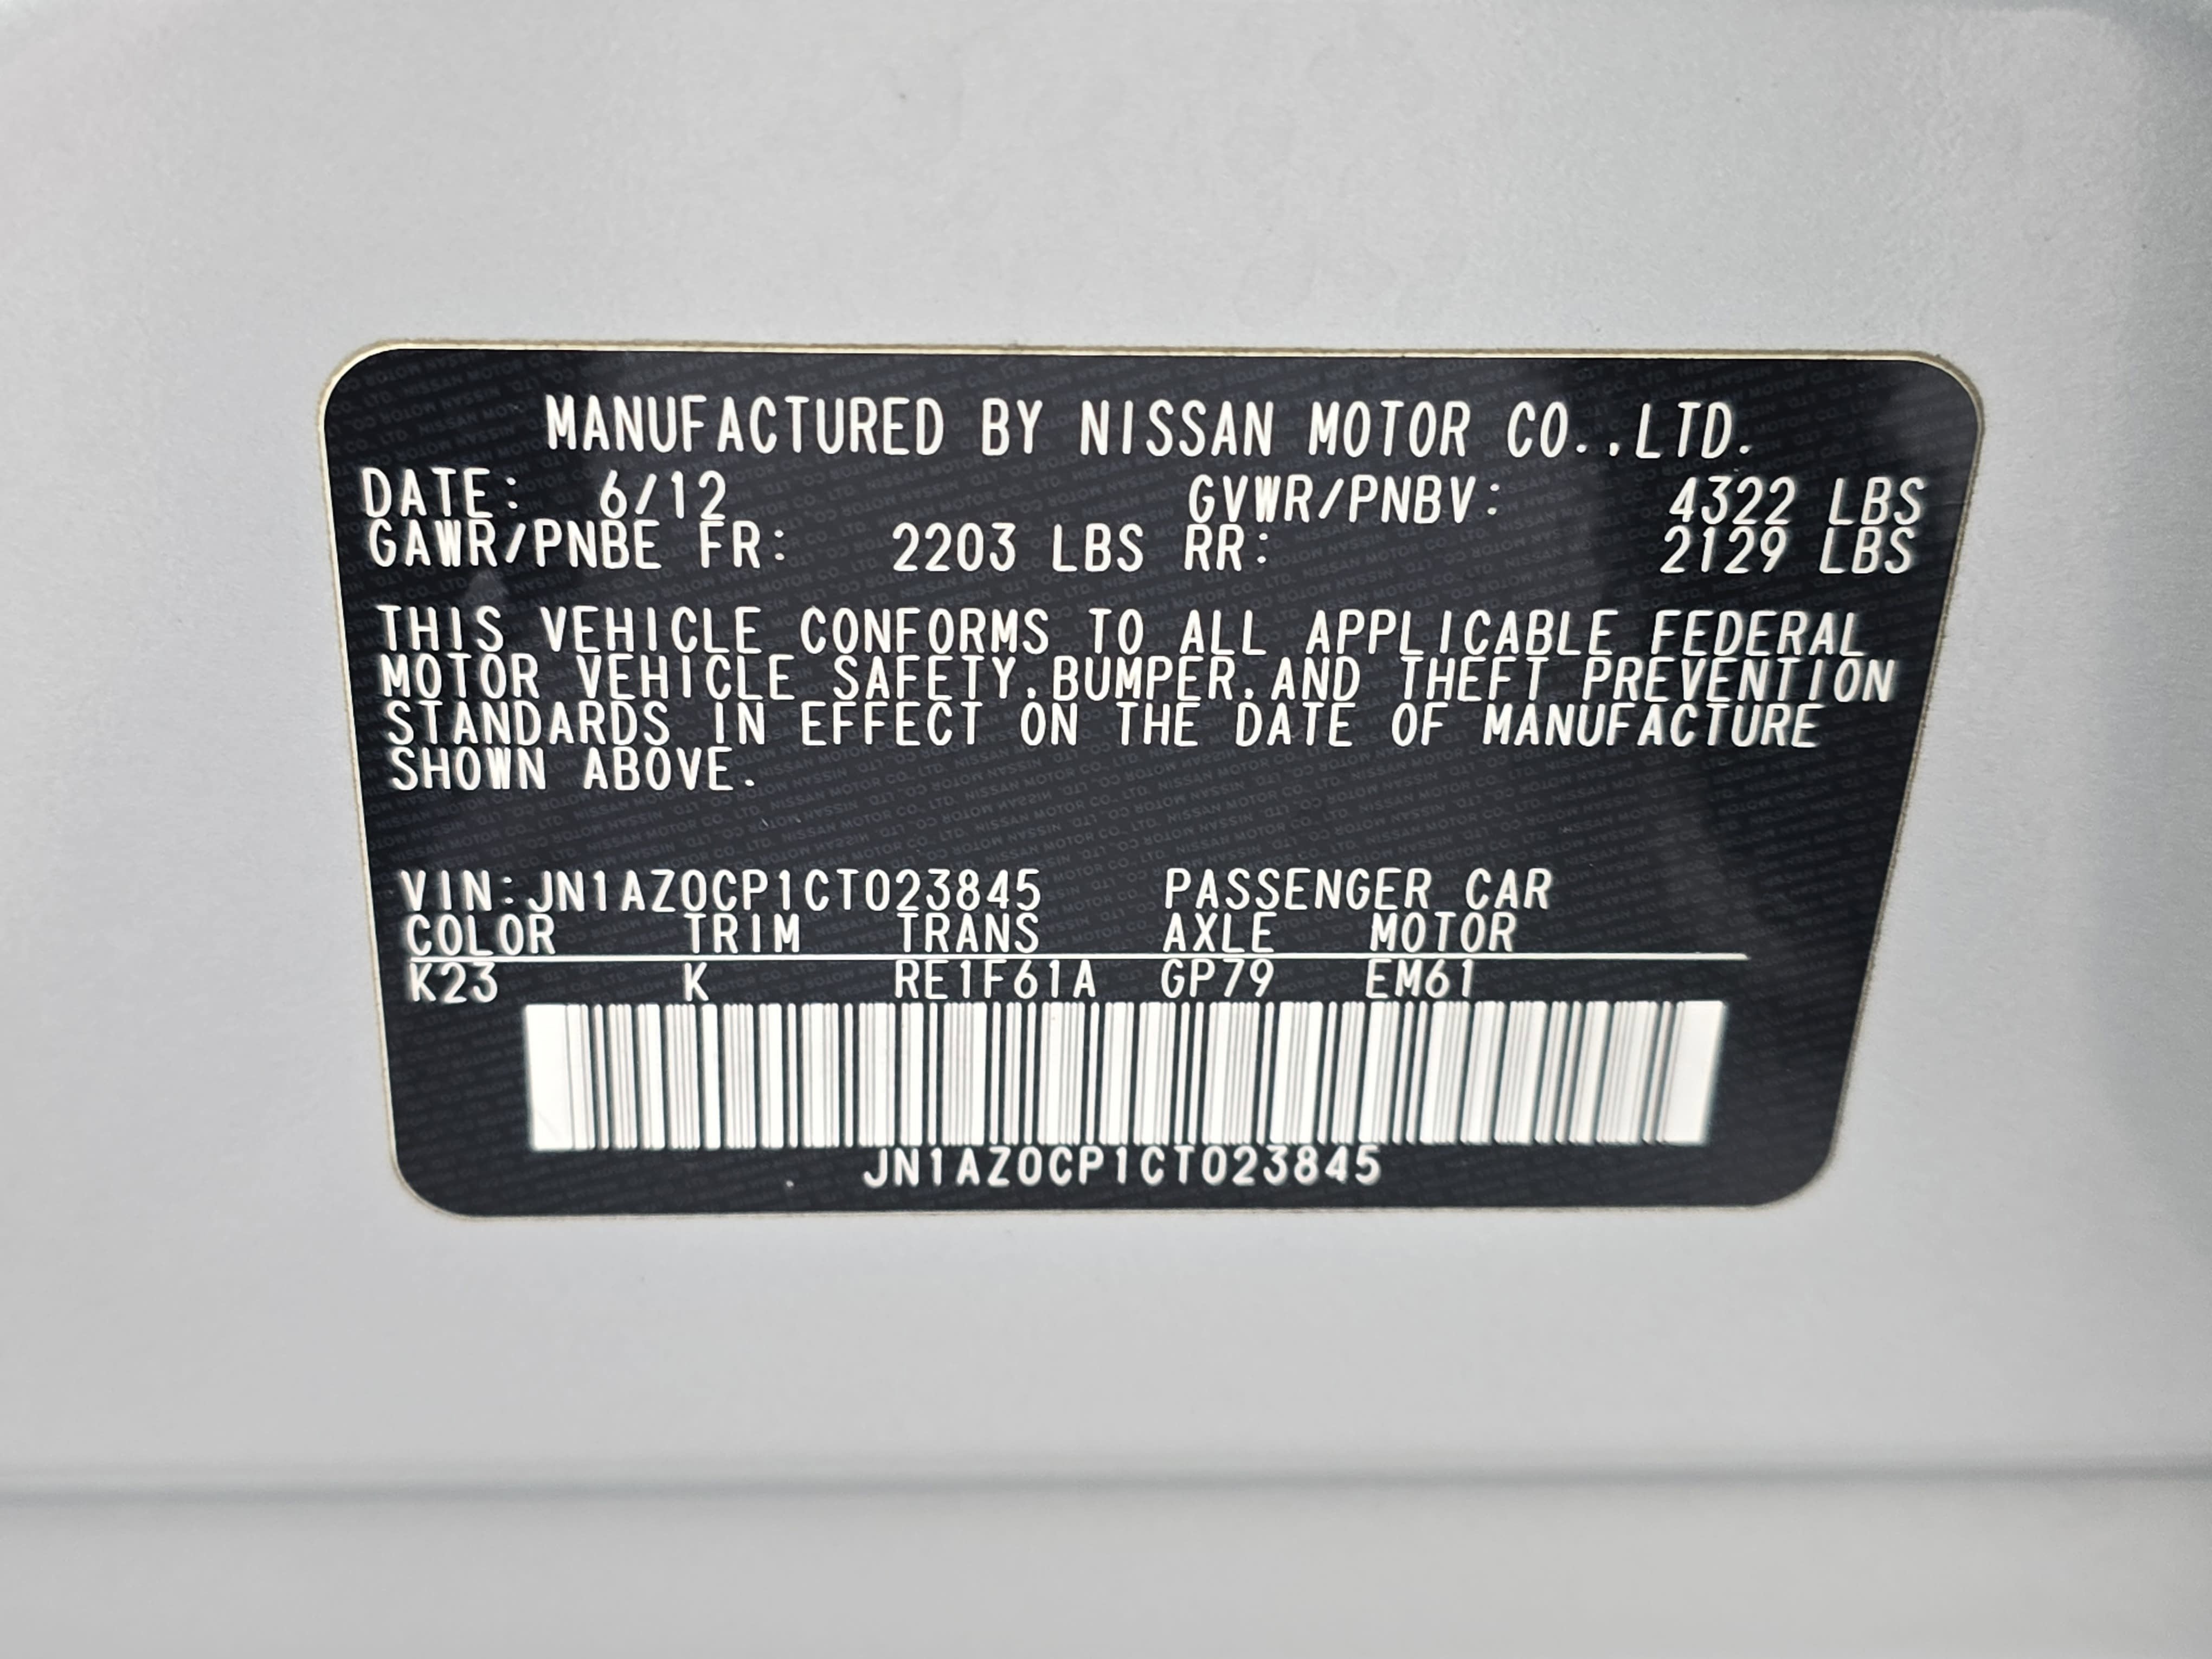 MANUFACTURED BY NISSAN MOTOR CO.,LTD.
DATE: 6/12 GVWR/PNBV: 4322 LBS
GAWR/PNBE FR: 2203 LBS RR: 2129 LBS
THIS VEHICLE CONFORMS TO ALL APPLICABLE FEDERAL
MOTOR VEHICLE SAFETY,BUMPER,AND THEFT PREVENTION
STANDARDS IN EFFECT ON THE DATE OF MANUFACTURE
SHOWN ABOVE.
VIN:JN1AZ0CP1CT023845 PASSENGER CAR
COLOR TRIM TRANS AXLE MOTOR
K23 K RE1F61A GP79 EM61
JN1AZ0CP1CT023845